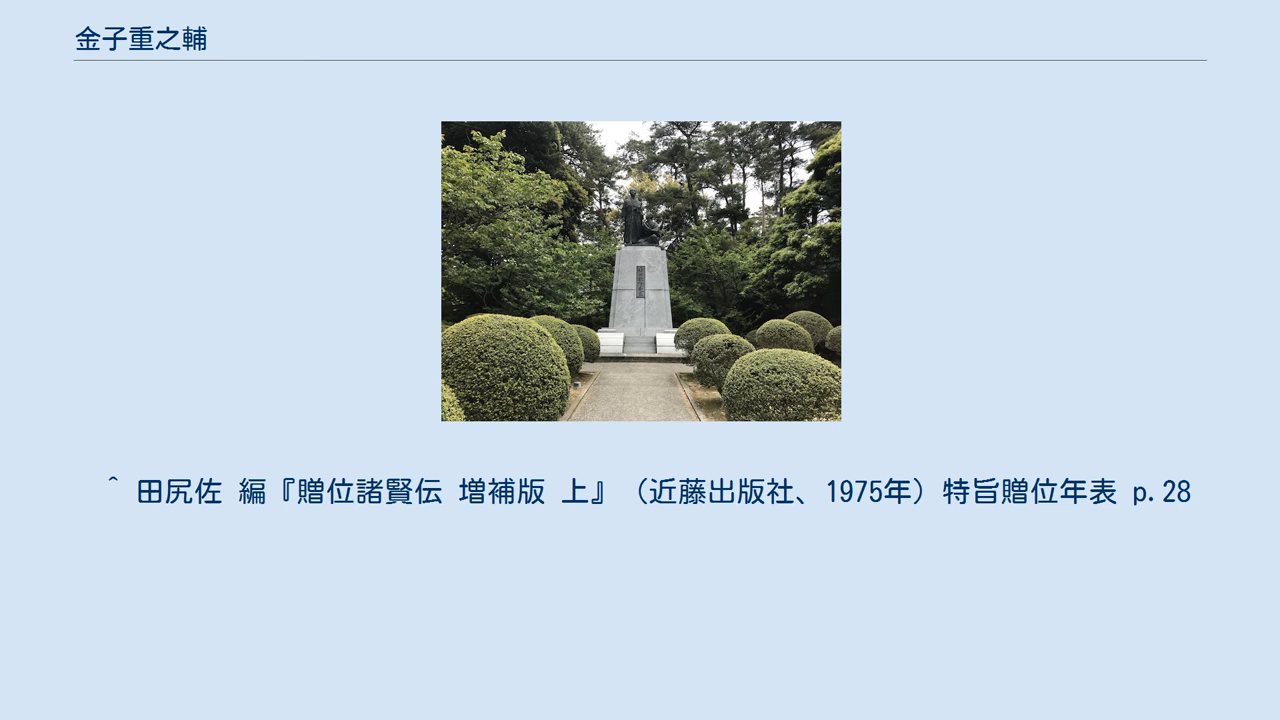 金子重之輔
^ 田尻佐 編『贈位諸賢伝 増補版 上』（近藤出版社、1975年）特旨贈位年表 p.28